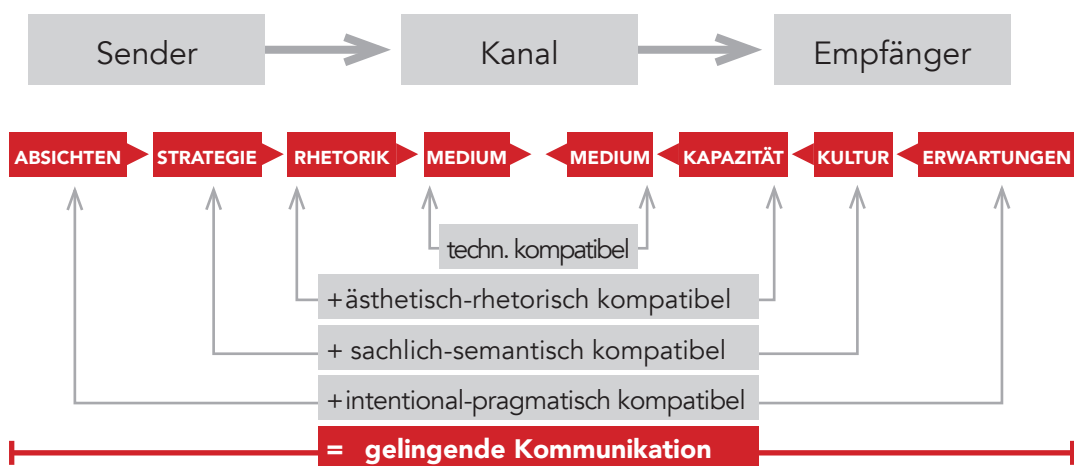 Sender
Kanal
Empfänger
ABSICHTEN
STRATEGIE
RHETORIK
MEDIUM
MEDIUM
KAPAZITÄT
KULTUR
ERWARTUNGEN
techn. kompatibel
+ästhetisch-rhetorisch kompatibel
+ sachlich-semantisch kompatibel
+intentional-pragmatisch kompatibel
= gelingende Kommunikation